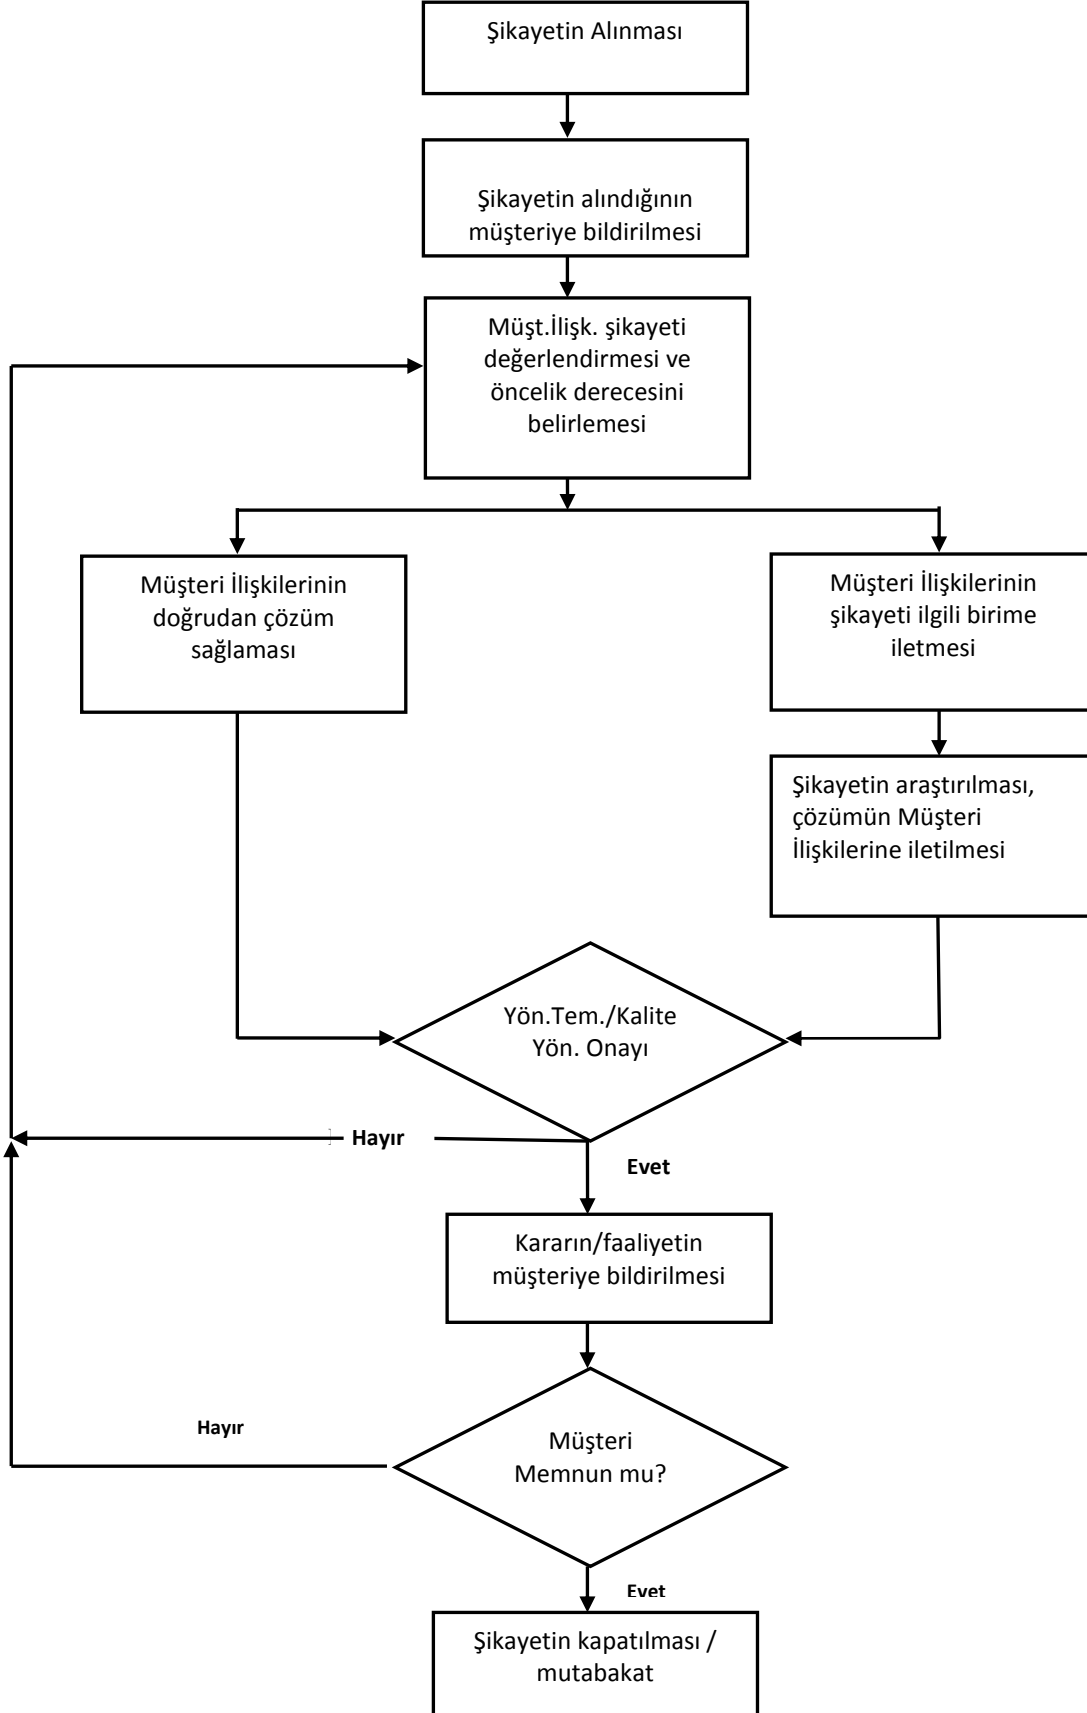 Şikayetin Alınması
Şikayetin alındığının
müşteriye bildirilmesi
Müşt.İlişk. şikayeti
değerlendirmesi ve
öncelik derecesini
belirlemesi
Müşteri İlişkilerinin
doğrudan çözüm
sağlaması
Müşteri İlişkilerinin
şikayeti ilgili birime
iletmesi
Şikayetin araştırılması,
çözümün Müşteri
İlişkilerine iletilmesi
Yön.Tem./Kalite
Yön. Onayı
Hayır
Evet
Kararın/faaliyetin
müşteriye bildirilmesi
Hayır
Müşteri
Memnun mu?
Evet
Şikayetin kapatılması /
mutabakat